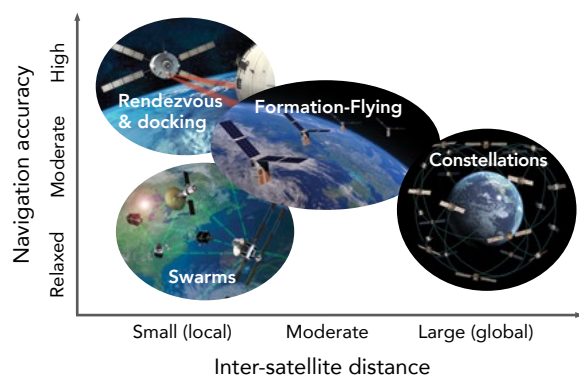 High
Moderate
Relaxed
Navigation accuracy
Rendezvous
& docking
Formation-Flying
Constellations
Swarms
Small (local)
Moderate
Large (global)
Inter-satellite distance